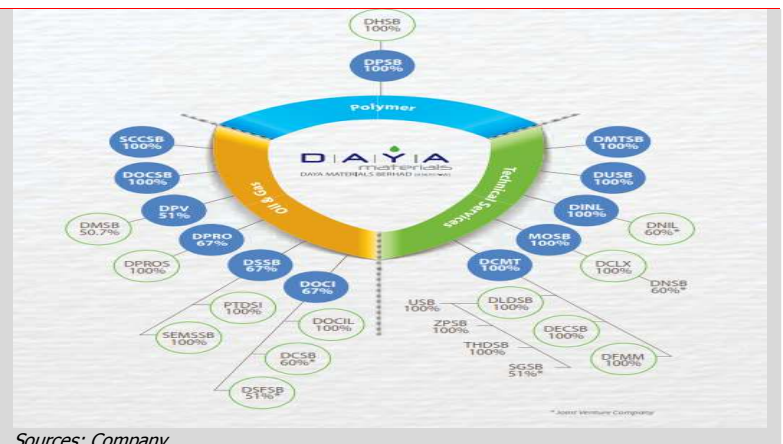 DHSB
100%
DPSB
100%
Polymer
SCCSB
100%
DOCSB
100%
DPV
51%
DMSB
50.7%
DPRO
67%
DPROS
100%
DSSB
67%
PTDSI
100%
SEMSSB
100%
DOCI
67%
DOCIL
100%
DCSB
60%*
DSFSB
51%*
Oil & Gas
DAYA
materials
DAYA MATERIALS BERHAD
Technical Services
DMTSB
100%
DUSB
100%
DINL
100%
DNIL
60%*
DNSB
60%*
MOSB
100%
DCLX
100%
DCMT
100%
DLDSB
100%
DECSB
100%
DFMM
100%
USB
100%
ZPSB
100%
THDSB
100%
SGSB
51%*
* Joint Venture Company
Sources: Company